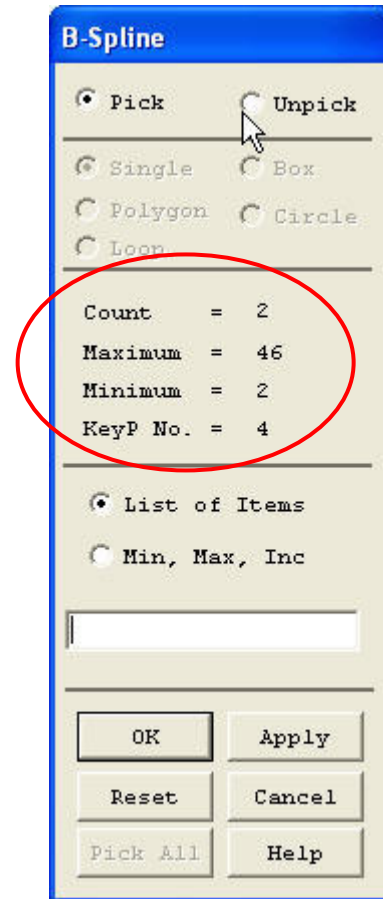 B-Spline
Pick Unpick
Single Box
Polygon Circle
Loop
Count = 2
Maximum = 46
Minimum = 2
KeyP No. = 4
List of Items
Min, Max, Inc
OK Apply
Reset Cancel
Pick All Help